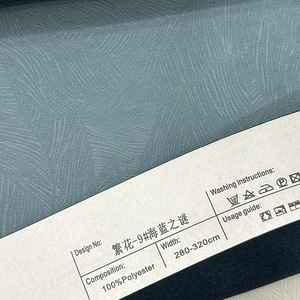 Design No:
繁花-9#海蓝之谜
Washing instructions:
Composition:
100%Polyester
Width:
280-320cm
Usage guide: